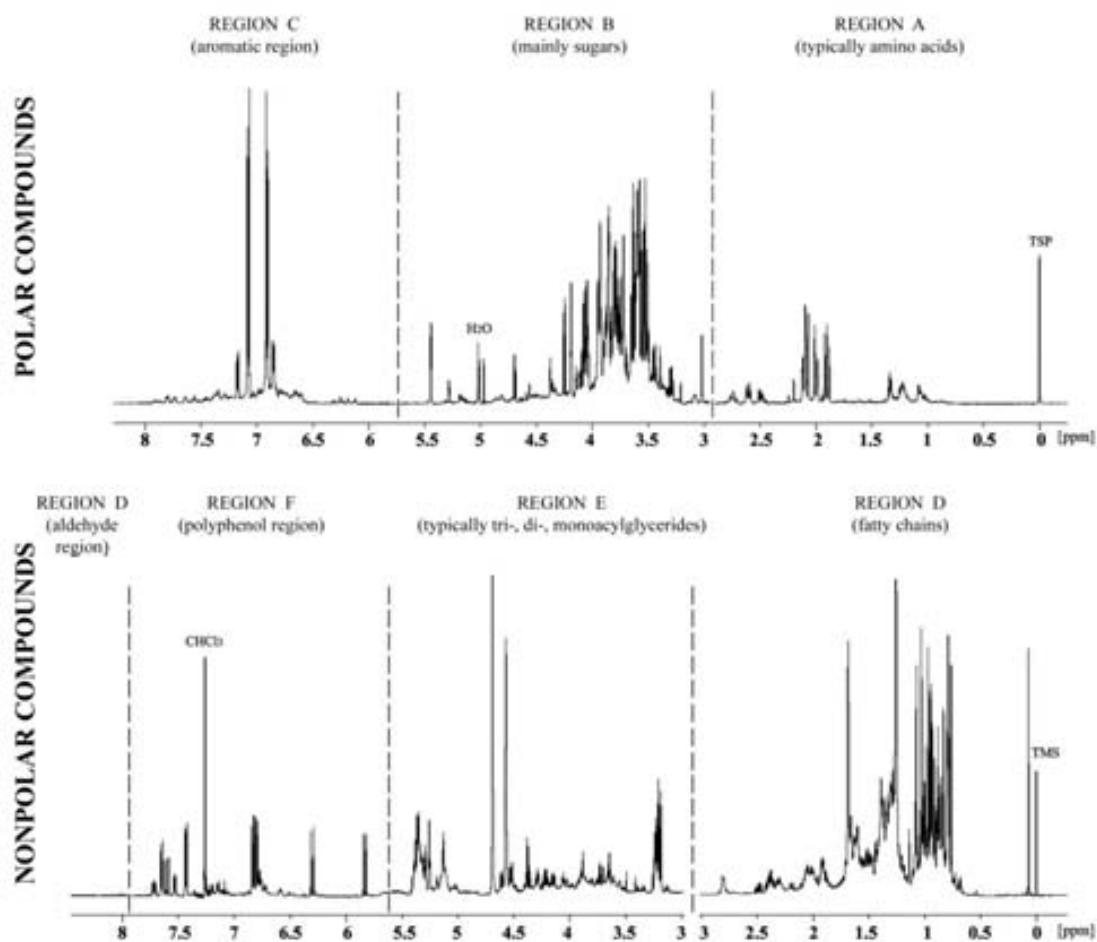 REGION C
(aromatic region)
REGION B
(mainly sugars)
REGION A
(typically amino acids)
POLAR COMPOUNDS
H2O
TSP
8 7.5 7 6.5 6 5.5 5 4.5 4 3.5 3 2.5 2 1.5 1 0.5 0 [ppm]
REGION D
(aldehyde
region)
REGION F
(polyphenol region)
REGION E
(typically tri-, di-, monoacylglycerides)
REGION D
(fatty chains)
NONPOLAR COMPOUNDS
CHCl3
TMS
8 7.5 7 6.5 6 5.5 5 4.5 4 3.5 3 2.5 2 1.5 1 0.5 0 [ppm]